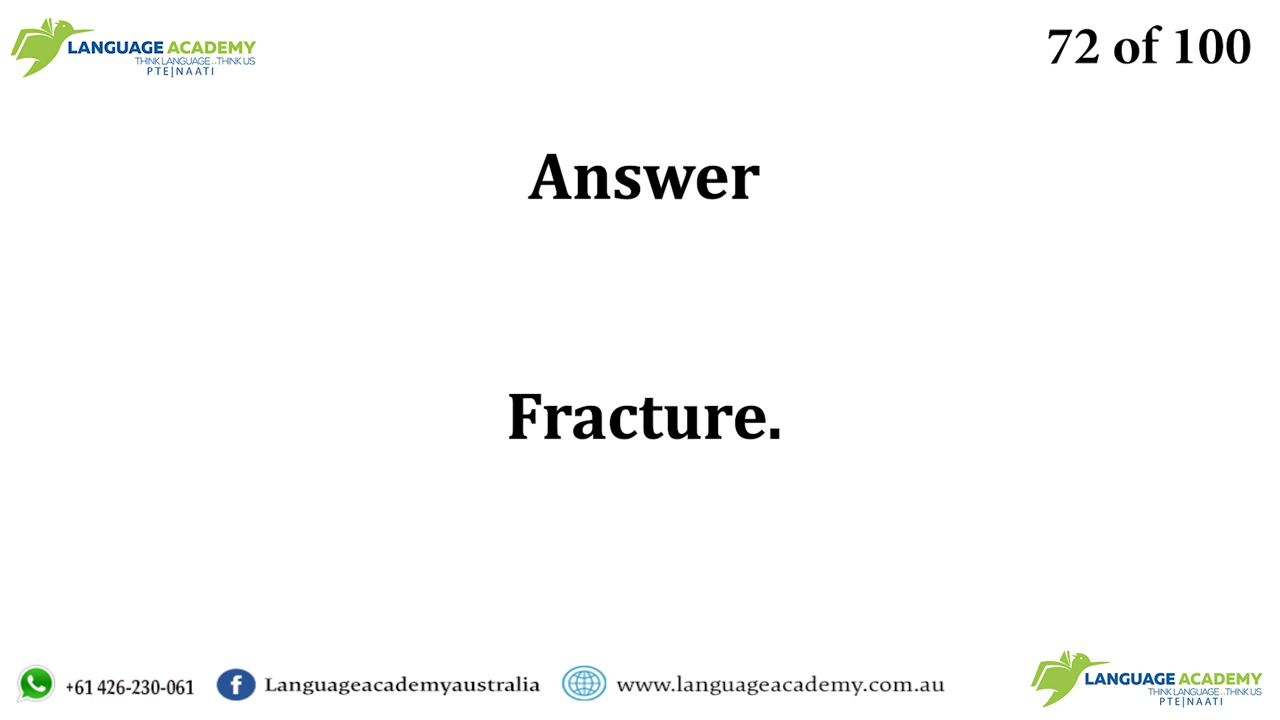 LANGUAGE ACADEMY
THINK LANGUAGE..THINK US
PTE|NAATI
72 of 100
Answer
Fracture.
+61 426-230-061
Languageacademyaustralia
www.languageacademy.com.au
LANGUAGE ACADEMY
THINK LANGUAGE..THINK US
PTE|NAATI